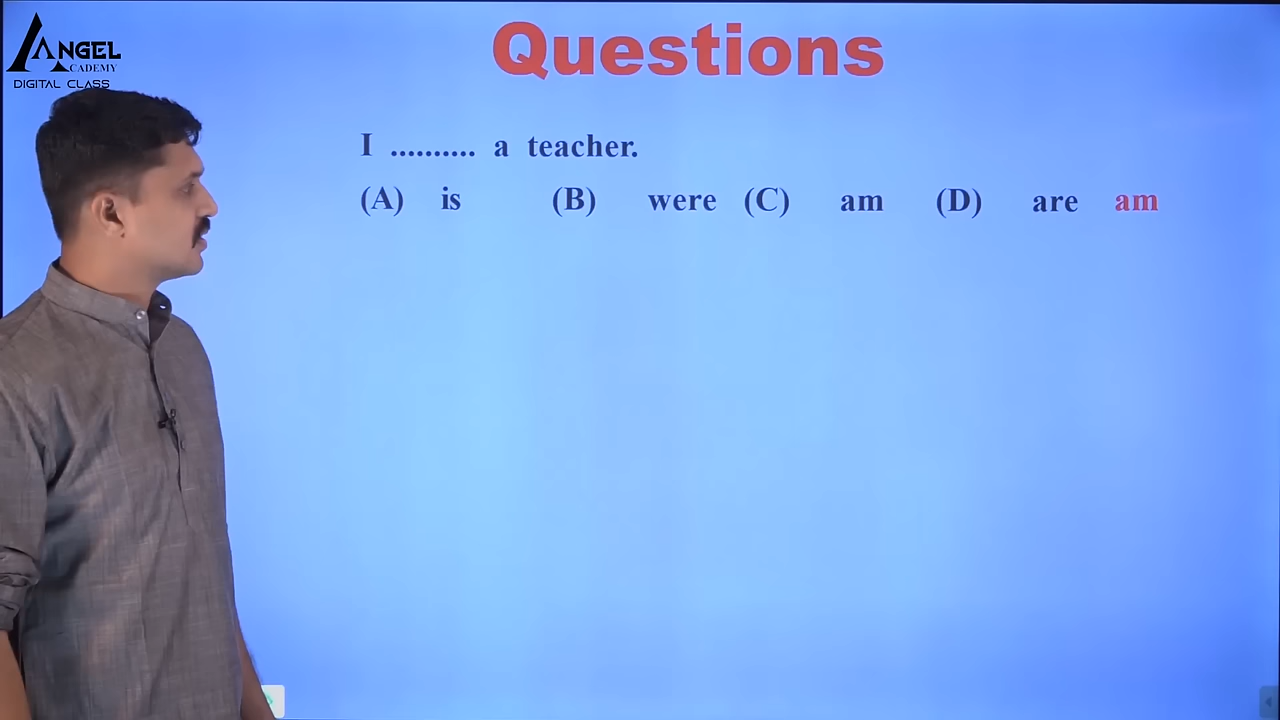 ANGEL
ACADEMY
DIGITAL CLASS
Questions
I .......... a teacher.
(A) is (B) were (C) am (D) are am